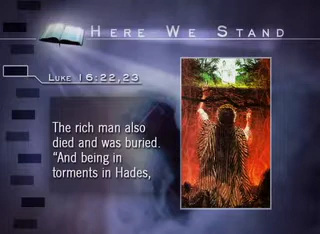 Here We Stand
Luke 16:22,23
The rich man also
died and was buried.
"And being in
torments in Hades,